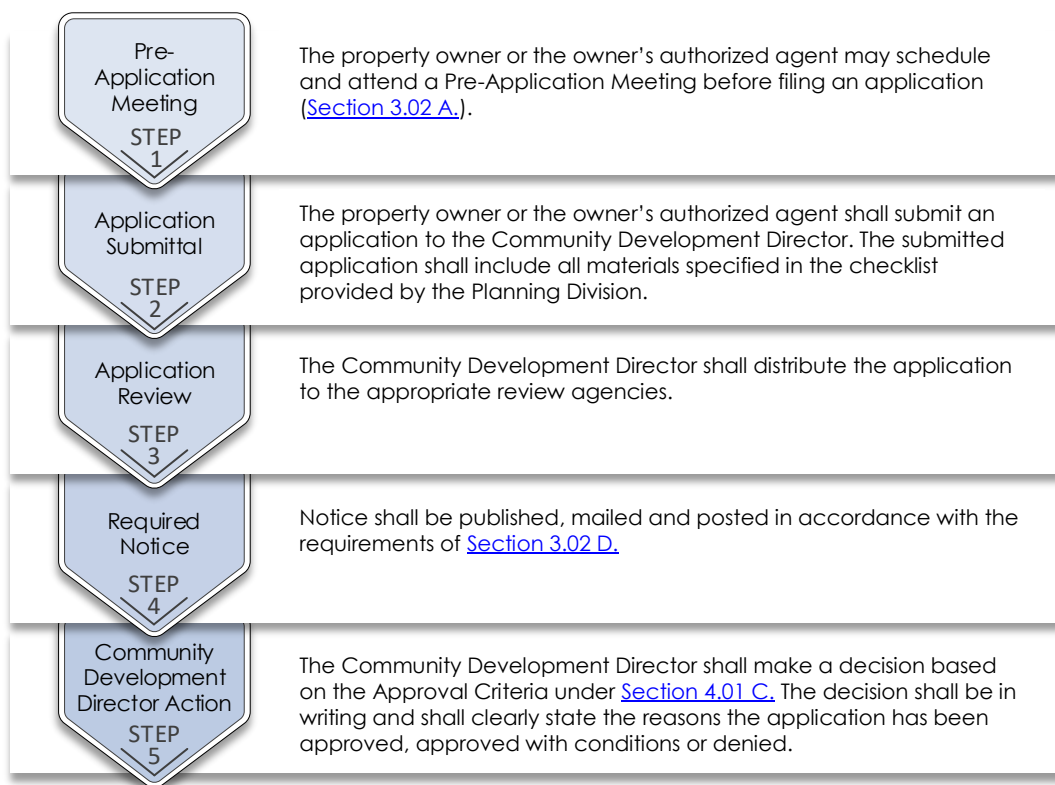 Pre-
Application
Meeting
STEP
1
The property owner or the owner’s authorized agent may schedule
and attend a Pre-Application Meeting before filing an application
(Section 3.02 A.).
Application
Submittal
STEP
2
The property owner or the owner’s authorized agent shall submit an
application to the Community Development Director. The submitted
application shall include all materials specified in the checklist
provided by the Planning Division.
Application
Review
STEP
3
The Community Development Director shall distribute the application
to the appropriate review agencies.
Required
Notice
STEP
4
Notice shall be published, mailed and posted in accordance with the
requirements of Section 3.02 D.
Community
Development
Director Action
STEP
5
The Community Development Director shall make a decision based
on the Approval Criteria under Section 4.01 C. The decision shall be in
writing and shall clearly state the reasons the application has been
approved, approved with conditions or denied.